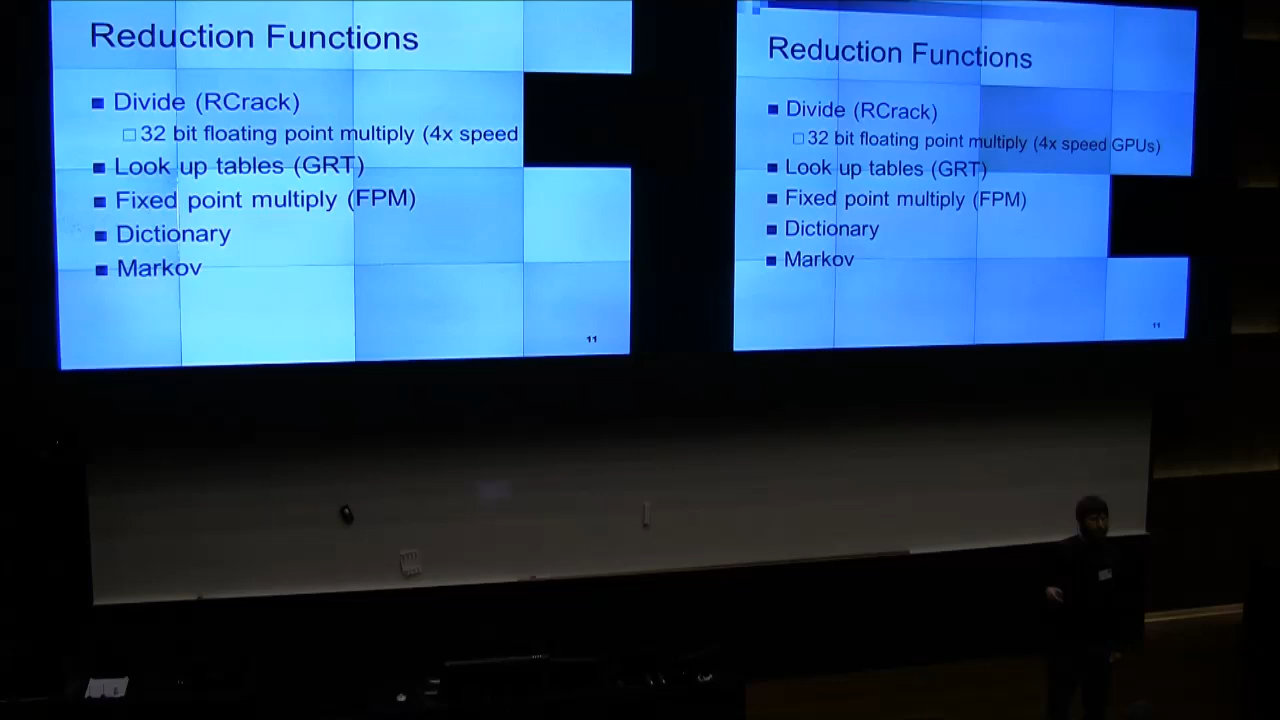 Reduction Functions
Divide (RCrack)
32 bit floating point multiply (4x speed
Look up tables (GRT)
Fixed point multiply (FPM)
Dictionary
Markov
11
Reduction Functions
Divide (RCrack)
32 bit floating point multiply (4x speed GPUs)
Look up tables (GRT)
Fixed point multiply (FPM)
Dictionary
Markov
11